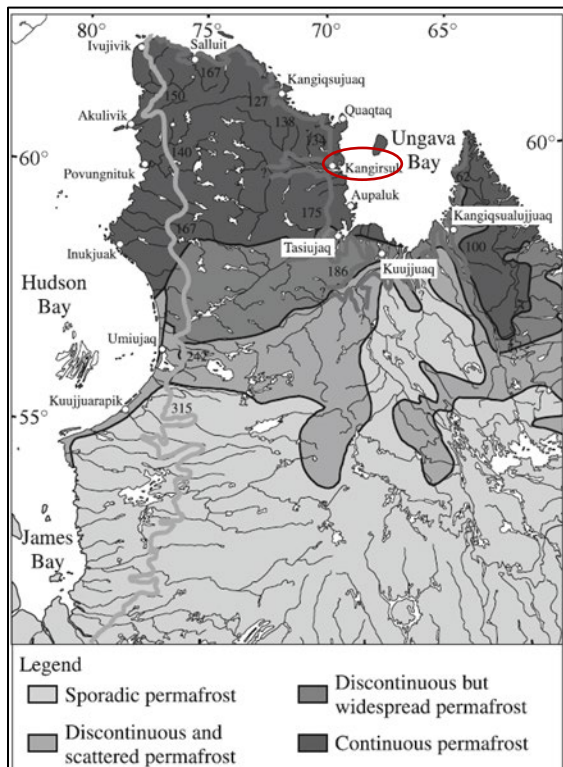 80°
75°
70°
65°
Ivujivik
Salluit
167
150
Kangiqsujuaq
127
Akulivik
138
Quaqtaq
Ungava
Bay
60°
60°
140
Kangirsuk
?
62
Povungnituk
Aupaluk
175
Kangiqsualujjuaq
167
Tasiujaq
100
Inukjuak
186
Kuujjuaq
Hudson
Bay
Umiujaq
Kuujjuarapik
55°
315
James
Bay
Legend
Sporadic permafrost
Discontinuous and
scattered permafrost
Discontinuous but
widespread permafrost
Continuous permafrost